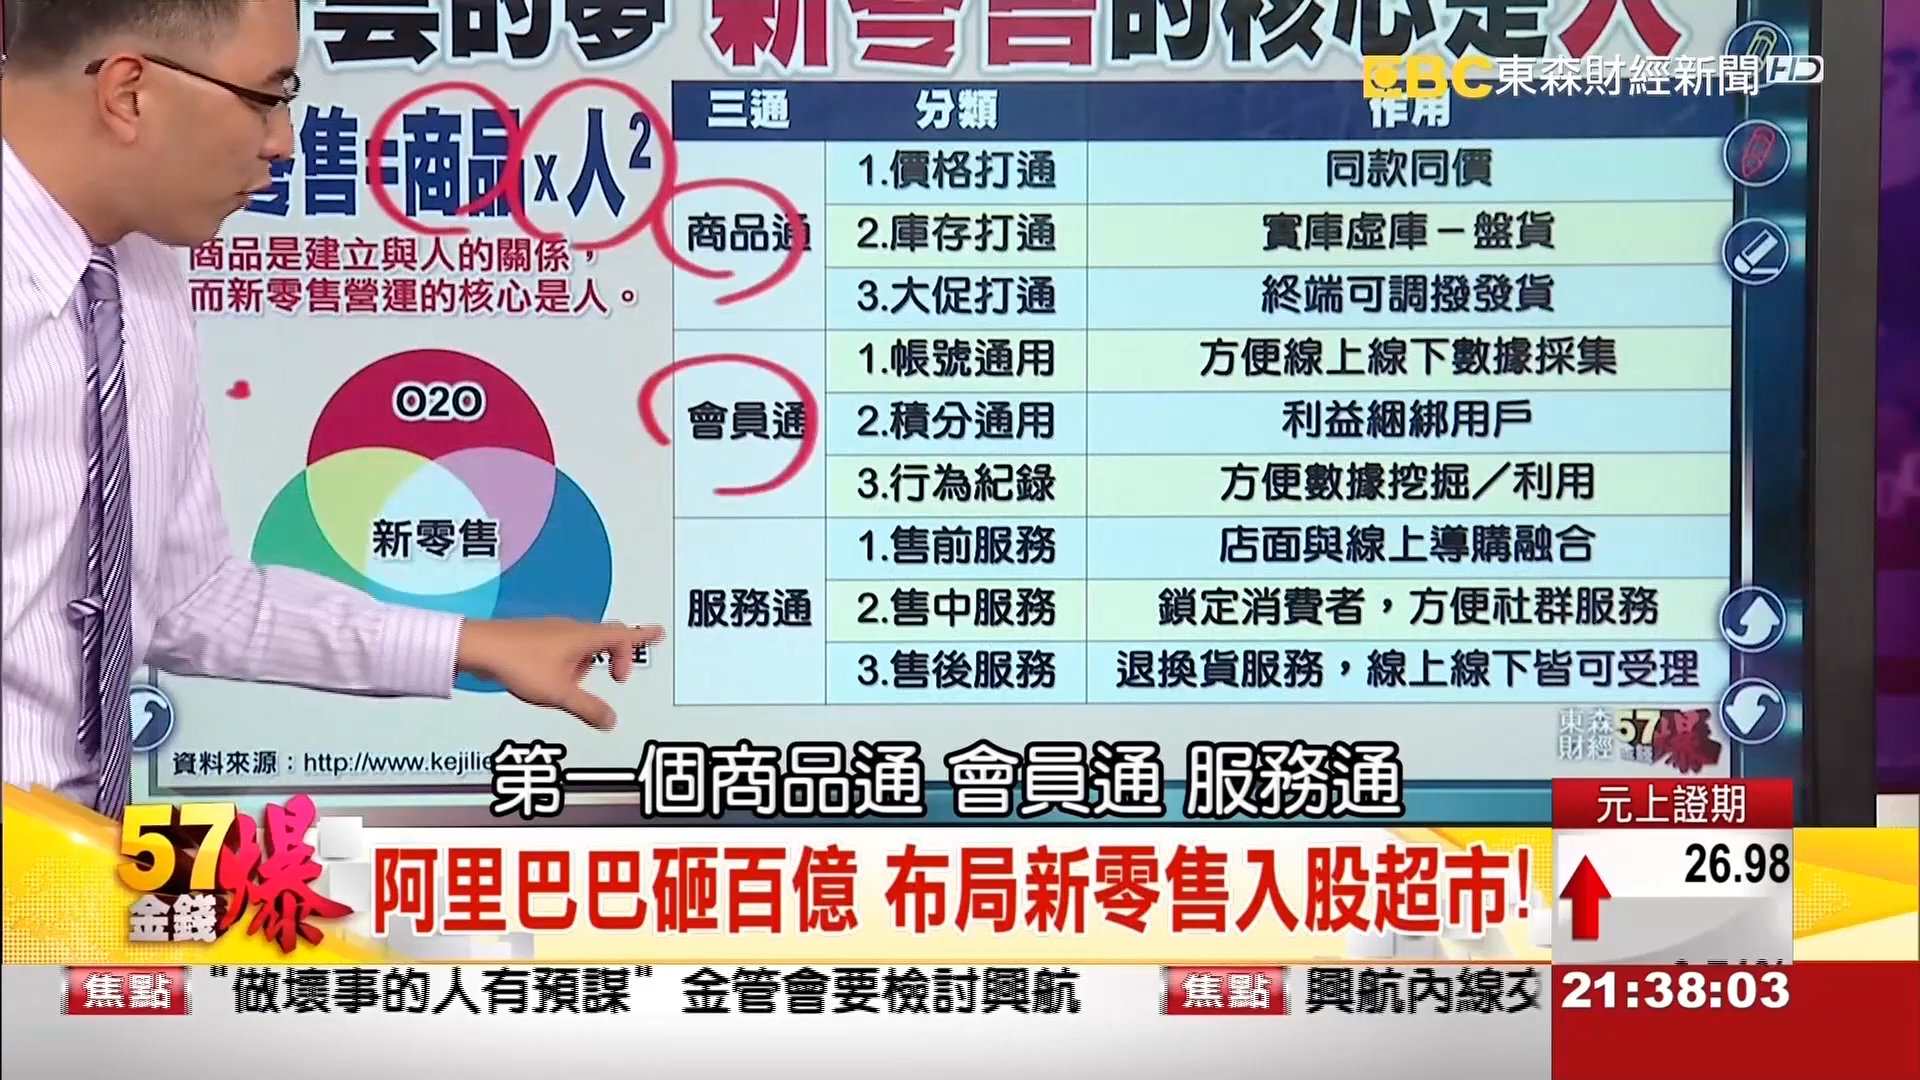 雲的夢 新零售的核心是人
EBC 東森財經新聞 HD
零售=商品x人²
商品是建立與人的關係，
而新零售營運的核心是人。
O2O
新零售
資料來源：http://www.kejilie
三通 分類 作用
商品通
1.價格打通 同款同價
2.庫存打通 實庫虛庫－盤貨
3.大促打通 終端可調撥發貨
會員通
1.帳號通用 方便線上線下數據採集
2.積分通用 利益綑綁用戶
3.行為紀錄 方便數據挖掘／利用
服務通
1.售前服務 店面與線上導購融合
2.售中服務 鎖定消費者，方便社群服務
3.售後服務 退換貨服務，線上線下皆可受理
東森財經 57金錢爆
第一個商品通 會員通 服務通
57金錢爆
阿里巴巴砸百億 布局新零售入股超市!
元上證期
26.98
焦點 "做壞事的人有預謀" 金管會要檢討興航
焦點 興航內線交
21:38:03